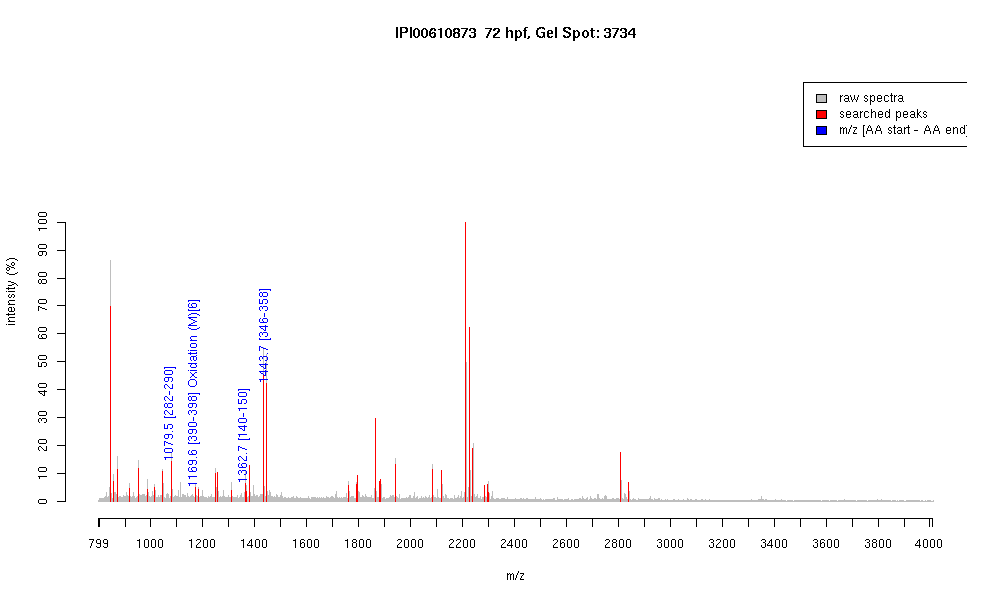 IPI00610873 72 hpf, Gel Spot: 3734
raw spectra
searched peaks
m/z [AA start - AA end]
intensity (%)
100
90
80
70
60
50
40
30
20
10
0
1079.5 [282-290]
1169.6 [390-398] Oxidation (M)[6]
1362.7 [140-150]
1443.7 [346-358]
799 1000 1200 1400 1600 1800 2000 2200 2400 2600 2800 3000 3200 3400 3600 3800 4000
m/z